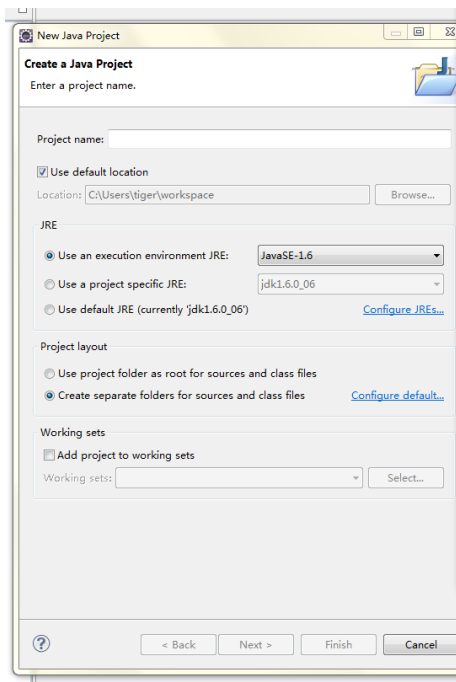 New Java Project
Create a Java Project
Enter a project name.
Project name:
Use default location
Location: C:\Users\tiger\workspace Browse...
JRE
Use an execution environment JRE: JavaSE-1.6
Use a project specific JRE: jdk1.6.0_06
Use default JRE (currently 'jdk1.6.0_06') Configure JREs...
Project layout
Use project folder as root for sources and class files
Create separate folders for sources and class files Configure default...
Working sets
Add project to working sets
Working sets: Select...
? < Back Next > Finish Cancel